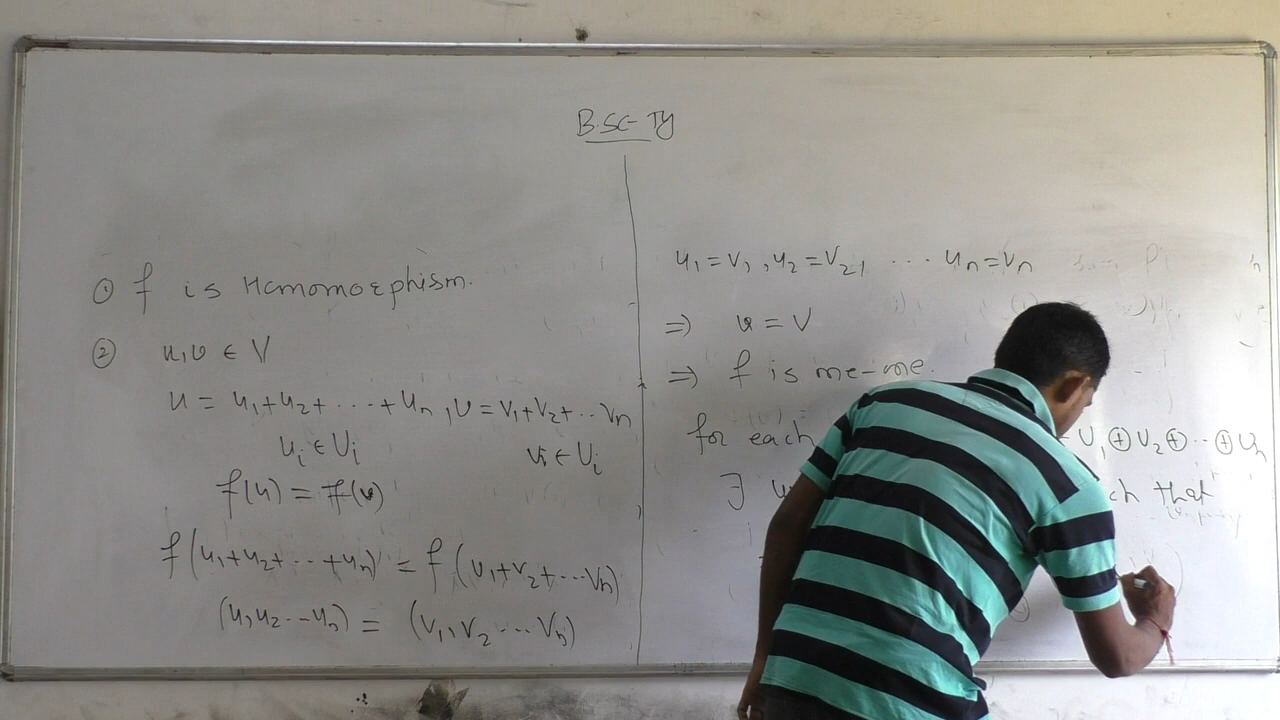 B.Sc-TY
① f is Homomorphism.
② u,v ∈ V
u = u₁+u₂+ ⋯ +uₙ, v = v₁+v₂+ ⋯ vₙ
uᵢ ∈ Uᵢ vᵢ ∈ Uᵢ
f(u) = f(v)
f(u₁+u₂+ ⋯ +uₙ) = f(v₁+v₂+ ⋯ vₙ)
(u₁u₂ -- uₙ) = (v₁,v₂ ⋯ vₙ)
u₁=v₁, u₂=v₂, ⋯ uₙ=vₙ
⇒ u = v
⇒ f is one-one.
for each U₁⊕U₂⊕ ⋯ ⊕Uₙ
∃ that